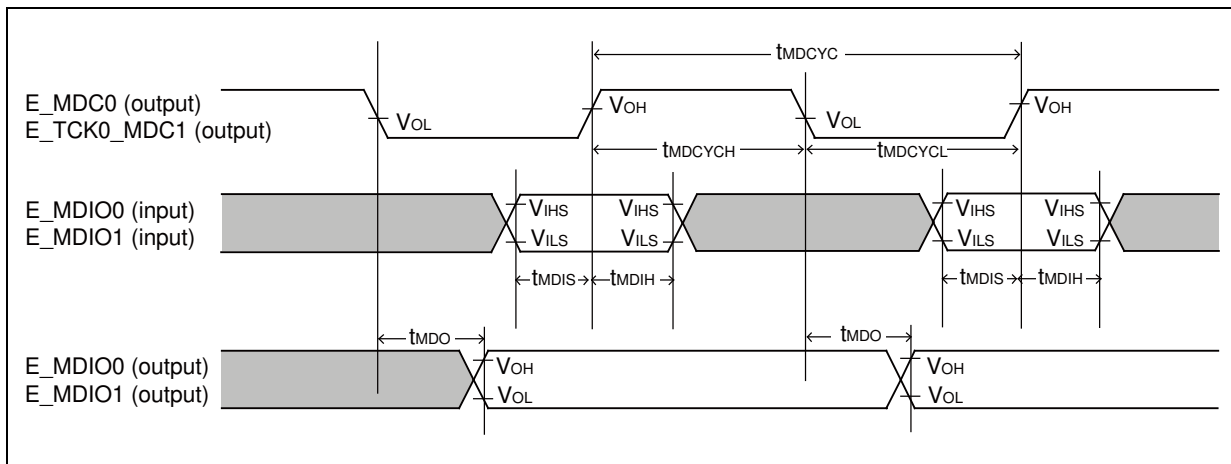 tMDCYC
E_MDC0 (output)
E_TCK0_MDC1 (output)
VOL
VOH
VOL
VOH
tMDCYCH
tMDCYCL
E_MDIO0 (input)
E_MDIO1 (input)
VIHS
VIHS
VIHS
VIHS
VILS
VILS
VILS
VILS
tMDIS
tMDIH
tMDIS
tMDIH
tMDO
tMDO
E_MDIO0 (output)
E_MDIO1 (output)
VOH
VOH
VOL
VOL